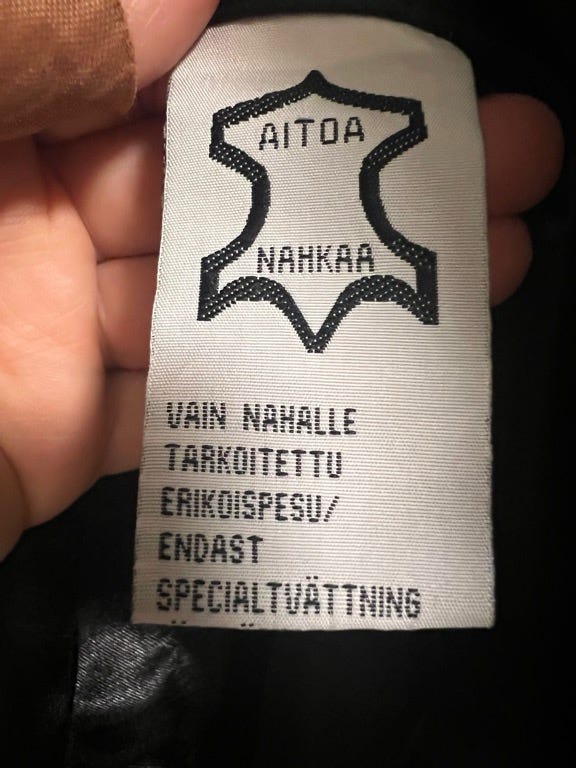 AITOA
NAHKAA
VAIN NAHALLE
TARKOITETTU
ERIKOISPESU/
ENDAST
SPECIALTVÄTTNING